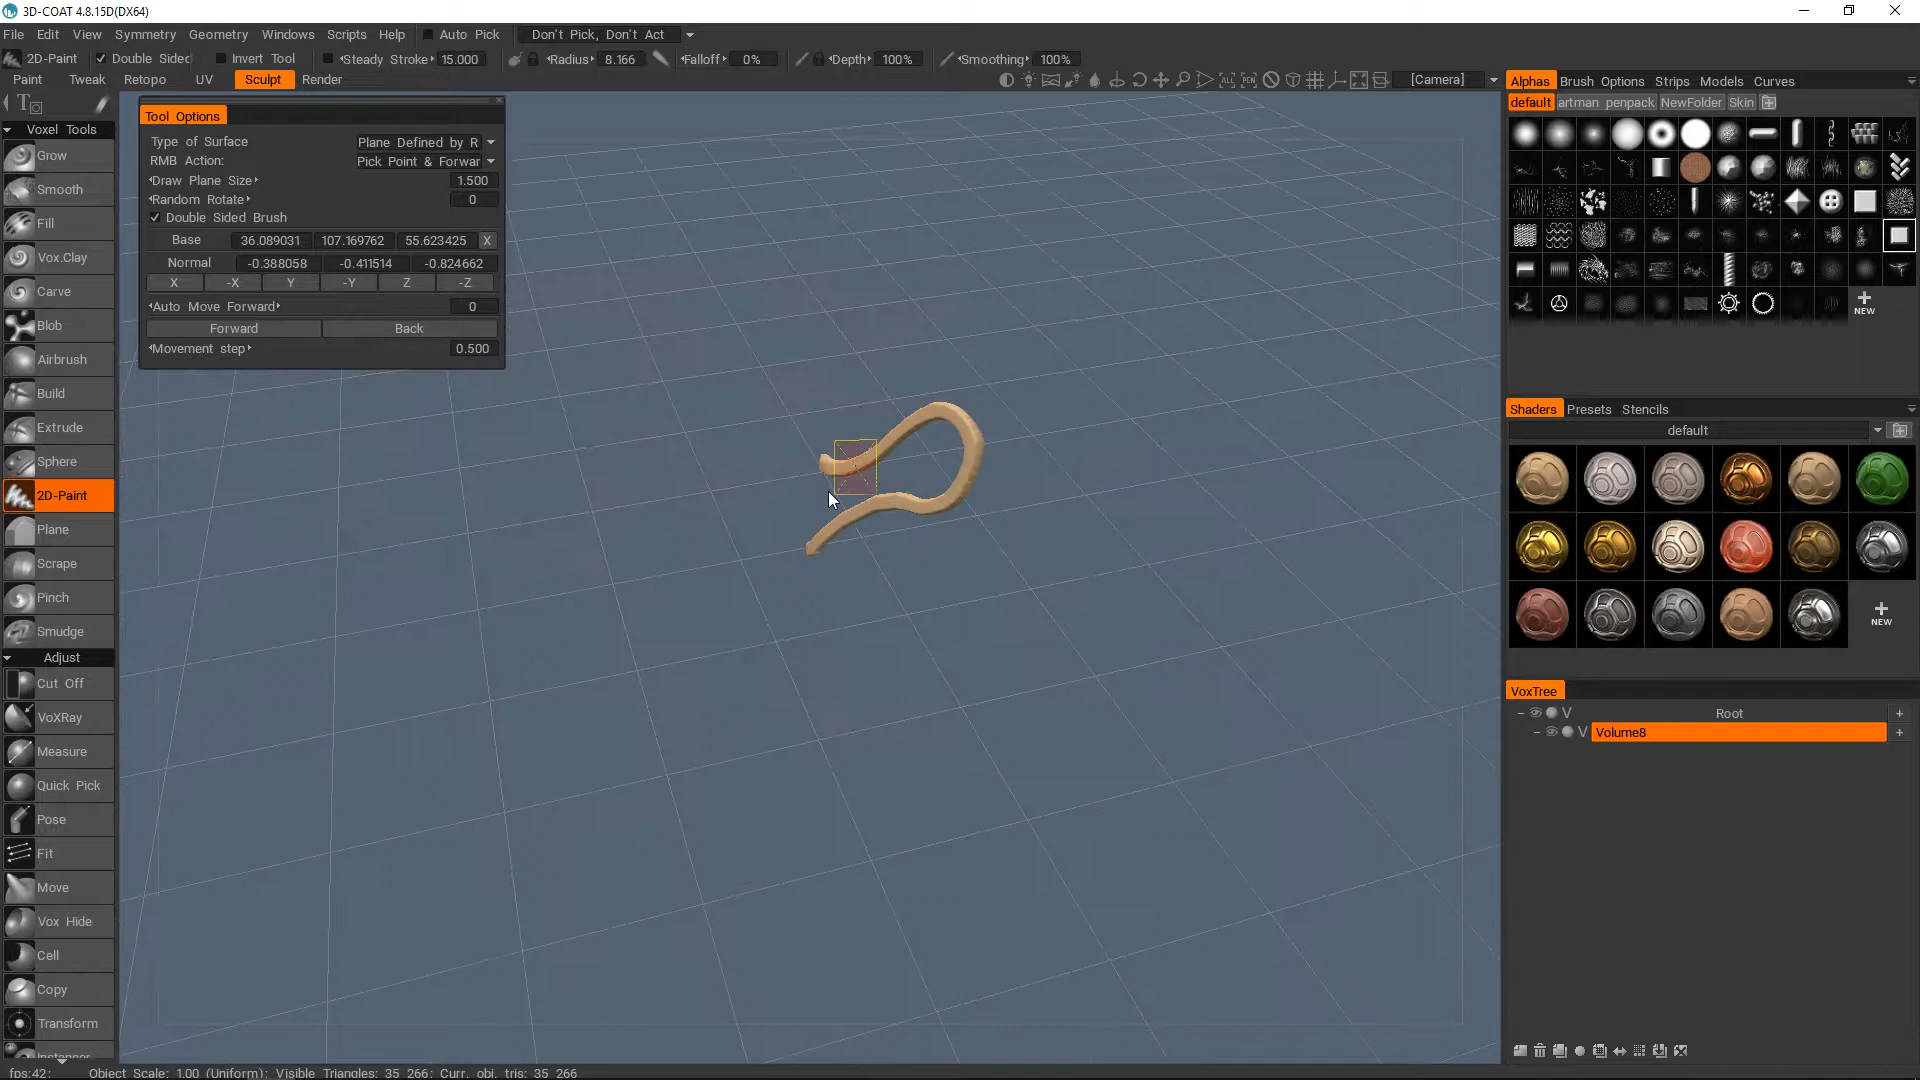 3D-COAT 4.8.15D(DX64)
File Edit View Symmetry Geometry Windows Scripts Help Auto Pick Don't Pick, Don't Act
2D-Paint Double Sided Invert Tool Steady Stroke 15.000 Radius 8.166 Falloff 0% Depth 100% Smoothing 100%
Paint Tweak Retopo UV Sculpt Render [Camera]
Voxel Tools
Grow
Smooth
Fill
Vox.Clay
Carve
Blob
Airbrush
Build
Extrude
Sphere
2D-Paint
Plane
Scrape
Pinch
Smudge
Adjust
Cut Off
VoXRay
Measure
Quick Pick
Pose
Fit
Move
Vox Hide
Cell
Copy
Transform
Tool Options
Type of Surface Plane Defined by R
RMB Action: Pick Point & Forwar
Draw Plane Size 1.500
Random Rotate 0
Double Sided Brush
Base 36.089031 107.169762 55.623425 X
Normal -0.388058 -0.411514 -0.824662
X -X Y -Y Z -Z
Auto Move Forward 0
Forward Back
Movement step 0.500
Alphas Brush Options Strips Models Curves
default artman penpack NewFolder Skin
NEW
Shaders Presets Stencils
default
NEW
VoxTree
V Root +
V Volume8 +
fps:42; Object Scale: 1.00 (Uniform); Visible Triangles: 35 266; Curr. obj. tris: 35 266